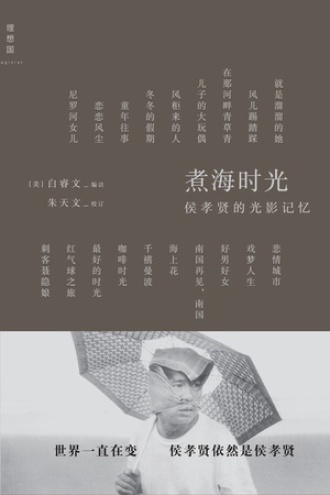 理想国
就是溜溜的她
风儿踢踏踩
在那河畔青草青
儿子的大玩偶
风柜来的人
冬冬的假期
童年往事
恋恋风尘
尼罗河女儿
煮海时光
侯孝贤的光影记忆
[美] 白睿文_编访
朱天文_校订
悲情城市
戏梦人生
好男好女
南国再见，南国
海上花
千禧曼波
咖啡时光
最好的时光
红气球之旅
刺客聂隐娘
世界一直在变 侯孝贤依然是侯孝贤